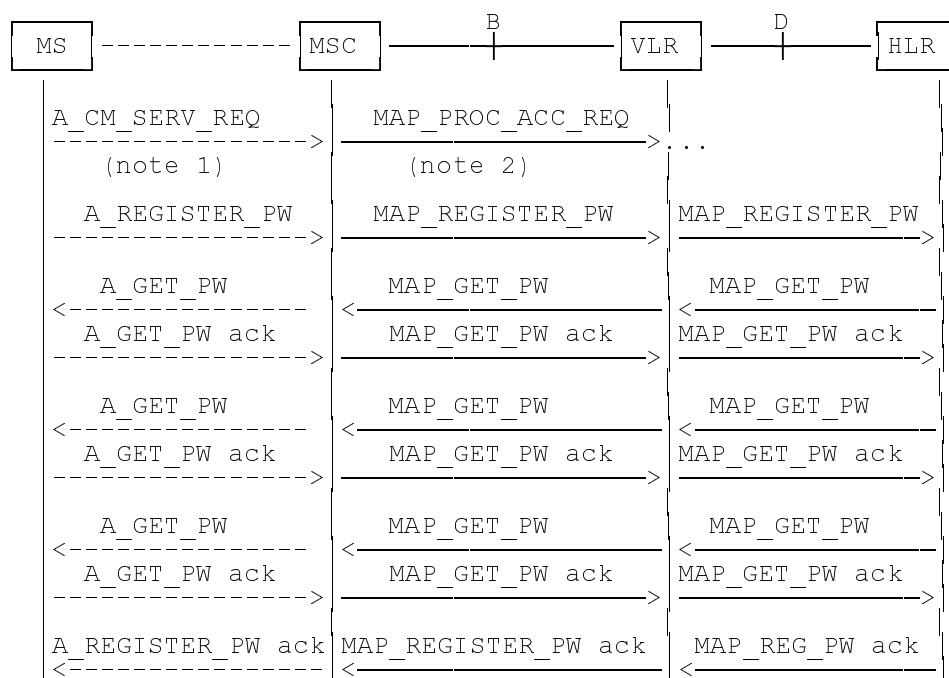 B D
MS MSC VLR HLR
A_CM_SERV_REQ MAP_PROC_ACC_REQ
...
(note 1) (note 2)
A_REGISTER_PW MAP_REGISTER_PW MAP_REGISTER_PW
A_GET_PW MAP_GET_PW MAP_GET_PW
A_GET_PW ack MAP_GET_PW ack MAP_GET_PW ack
A_GET_PW MAP_GET_PW MAP_GET_PW
A_GET_PW ack MAP_GET_PW ack MAP_GET_PW ack
A_GET_PW MAP_GET_PW MAP_GET_PW
A_GET_PW ack MAP_GET_PW ack MAP_GET_PW ack
A_REGISTER_PW ack MAP_REGISTER_PW ack MAP_REG_PW ack